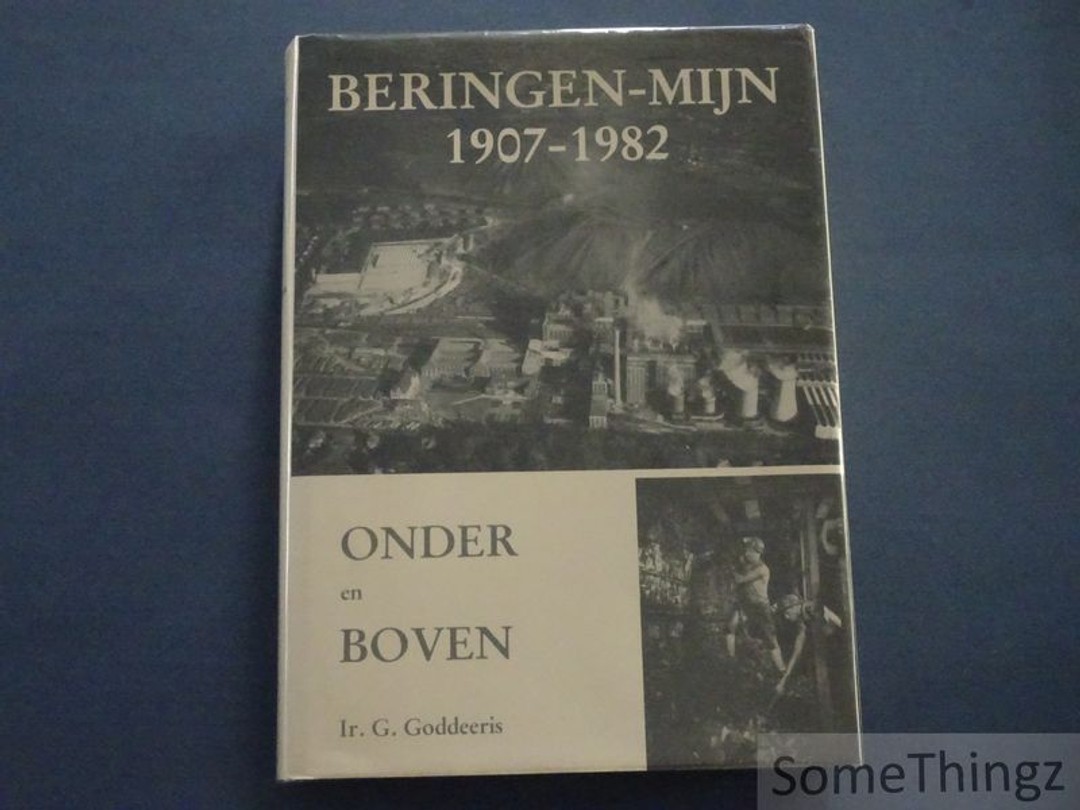 BERINGEN-MIJN
1907-1982
ONDER
en
BOVEN
Ir. G. Goddeeris
SomeThingz